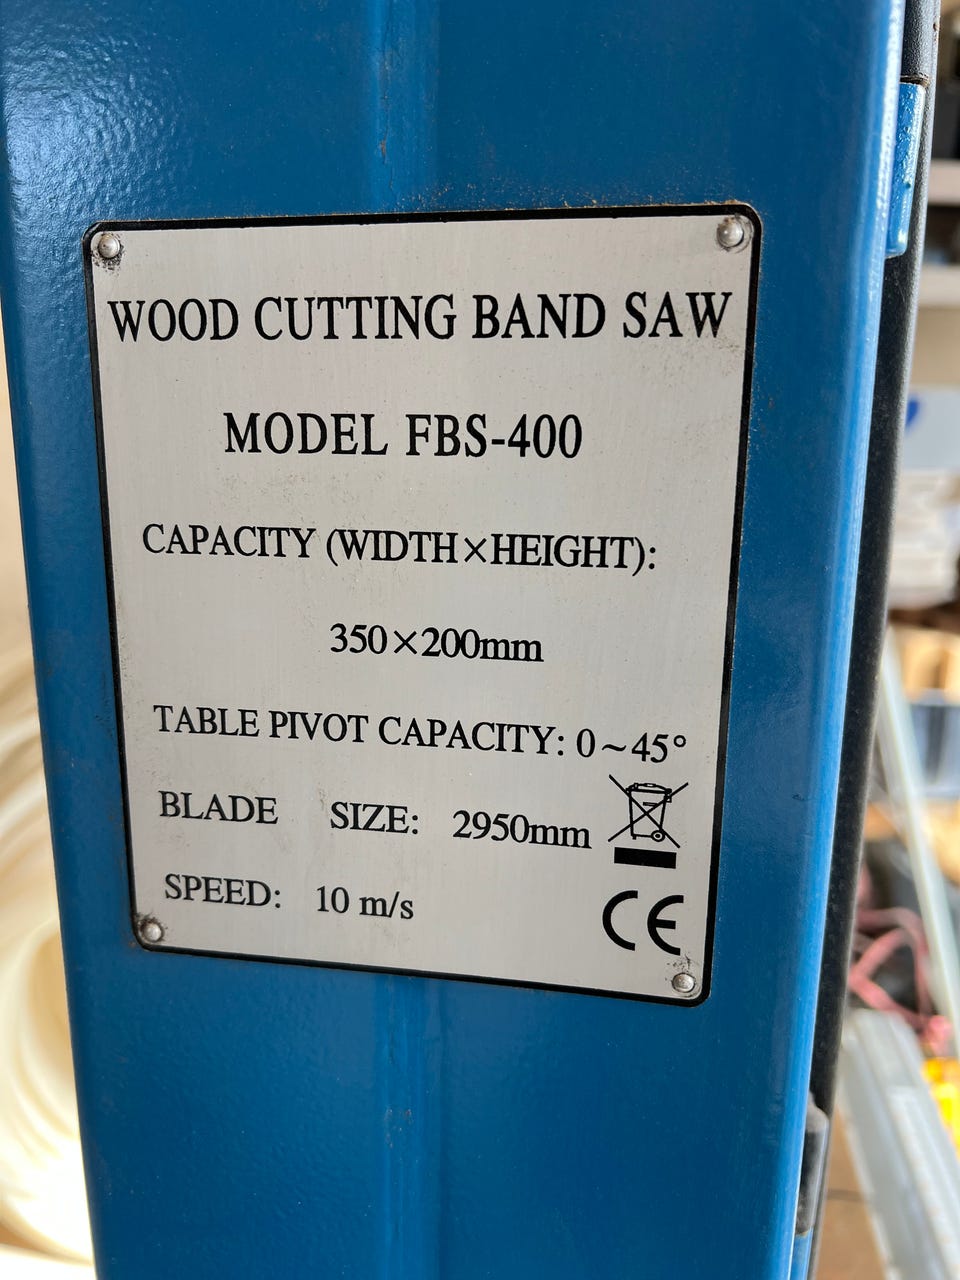 WOOD CUTTING BAND SAW
MODEL FBS-400
CAPACITY (WIDTH×HEIGHT):
350×200mm
TABLE PIVOT CAPACITY: 0~45°
BLADE SIZE: 2950mm
SPEED: 10 m/s
CE